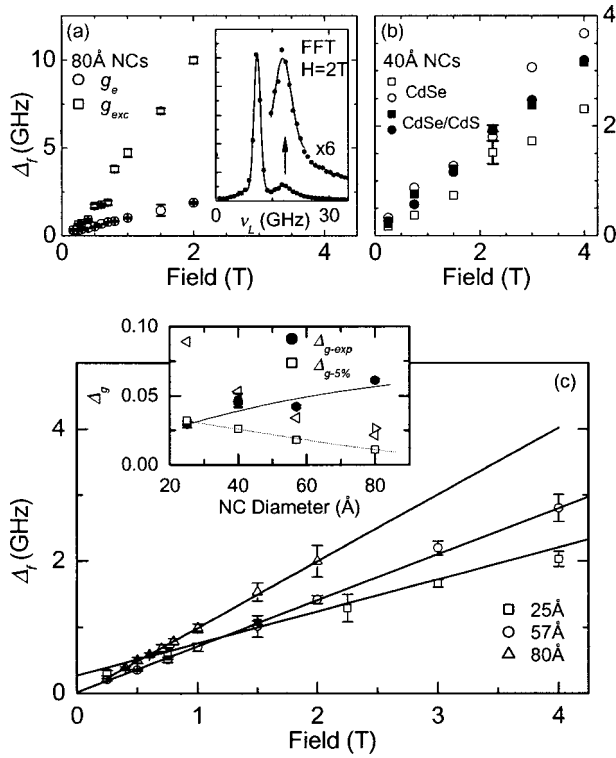 (a)
80Å NCs
g_e
g_exc
FFT
H=2T
x6
ν_L (GHz)
0
30
10
5
0
Δ_f (GHz)
0
1
2
Field (T)
(b)
40Å NCs
CdSe
CdSe/CdS
4
2
0
0
2
4
Field (T)
(c)
0.10
0.05
0.00
Δ_g
Δ_g-exp
Δ_g-5%
20
40
60
80
NC Diameter (Å)
4
2
0
Δ_f (GHz)
25Å
57Å
80Å
0
1
2
3
4
Field (T)